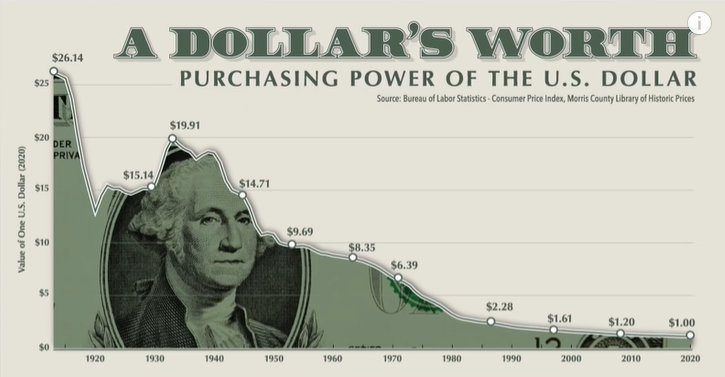 i
A DOLLAR'S WORTH
PURCHASING POWER OF THE U.S. DOLLAR
Source: Bureau of Labor Statistics - Consumer Price Index, Morris County Library of Historic Prices
$26.14
$25
DER
PRIVA
$19.91
$20
$15.14
$15
$14.71
$9.69
$10
$8.35
$6.39
$5
$2.28
$1.61
$1.20
$1.00
$0
12
Value of One U.S. Dollar (2020)
1920 1930 1940 1950 1960 1970 1980 1990 2000 2010 2020